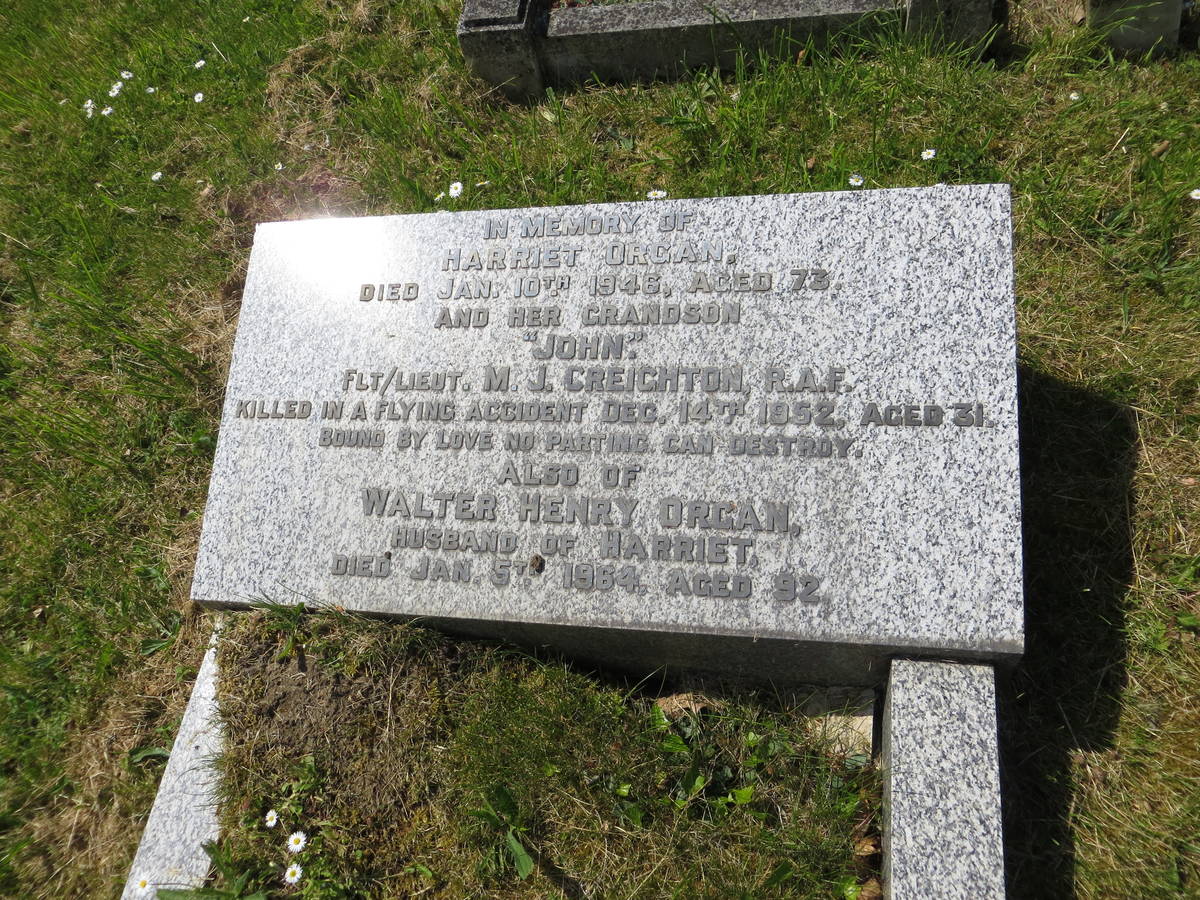 IN MEMORY OF
HARRIET ORGAN.
DIED JAN. 10TH 1946, AGED 73.
AND HER GRANDSON
"JOHN."
FLT/LIEUT. M. J. CREIGHTON, R.A.F.
KILLED IN A FLYING ACCIDENT DEC. 14TH 1952, AGED 31.
BOUND BY LOVE NO PARTING CAN DESTROY.
ALSO OF
WALTER HENRY ORGAN,
HUSBAND OF HARRIET,
DIED JAN. 5TH 1964. AGED 92